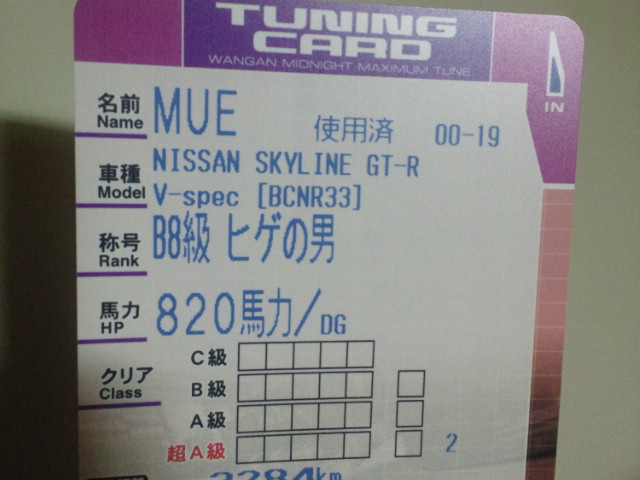 TUNING
CARD
WANGAN MIDNIGHT MAXIMUM TUNE
IN
名前
Name
MUE
使用済 00-19
車種
Model
NISSAN SKYLINE GT-R
V-spec [BCNR33]
称号
Rank
B8級 ヒゲの男
馬力
HP
820馬力/DG
クリア
Class
C級
B級
A級
超A級 2
3284km